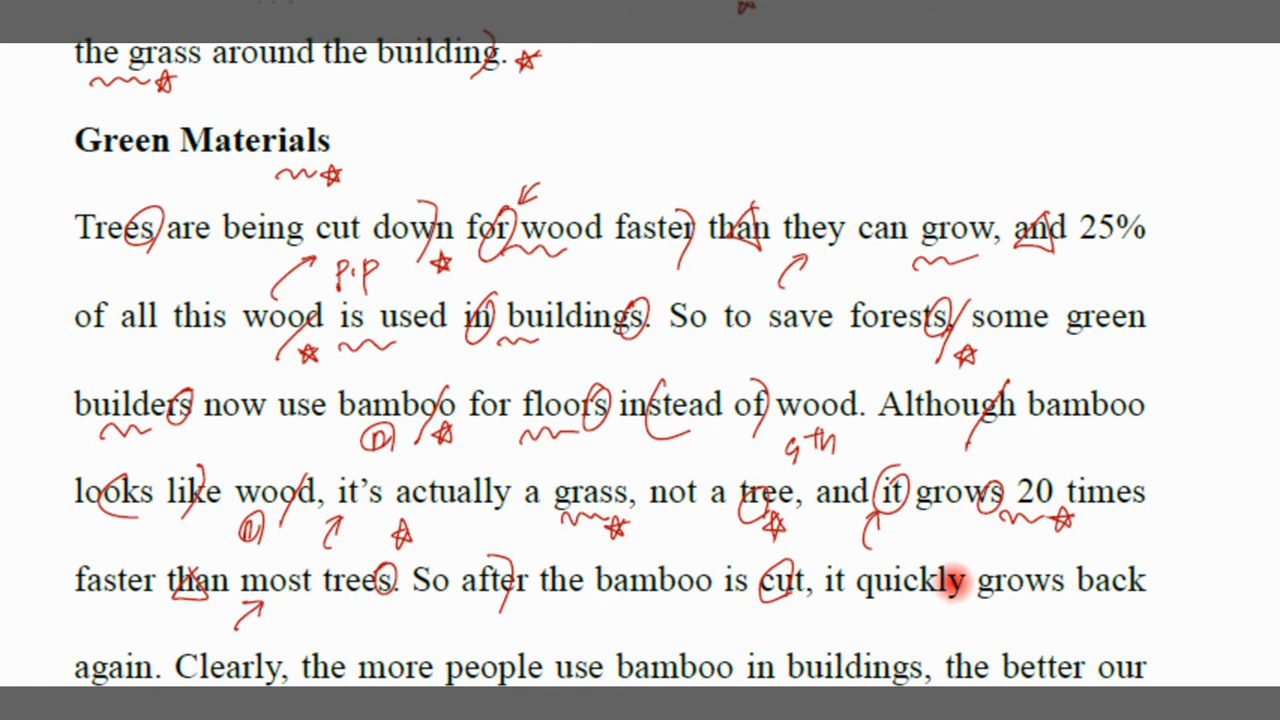 the grass around the building.
Green Materials
Trees are being cut down for wood faster than they can grow, and 25%
p.p
of all this wood is used in buildings. So to save forests, some green
builders now use bamboo for floors instead of wood. Although bamboo
n
looks like wood, it's actually a grass, not a tree, and it grows 20 times
n
faster than most trees. So after the bamboo is cut, it quickly grows back
again. Clearly, the more people use bamboo in buildings, the better our